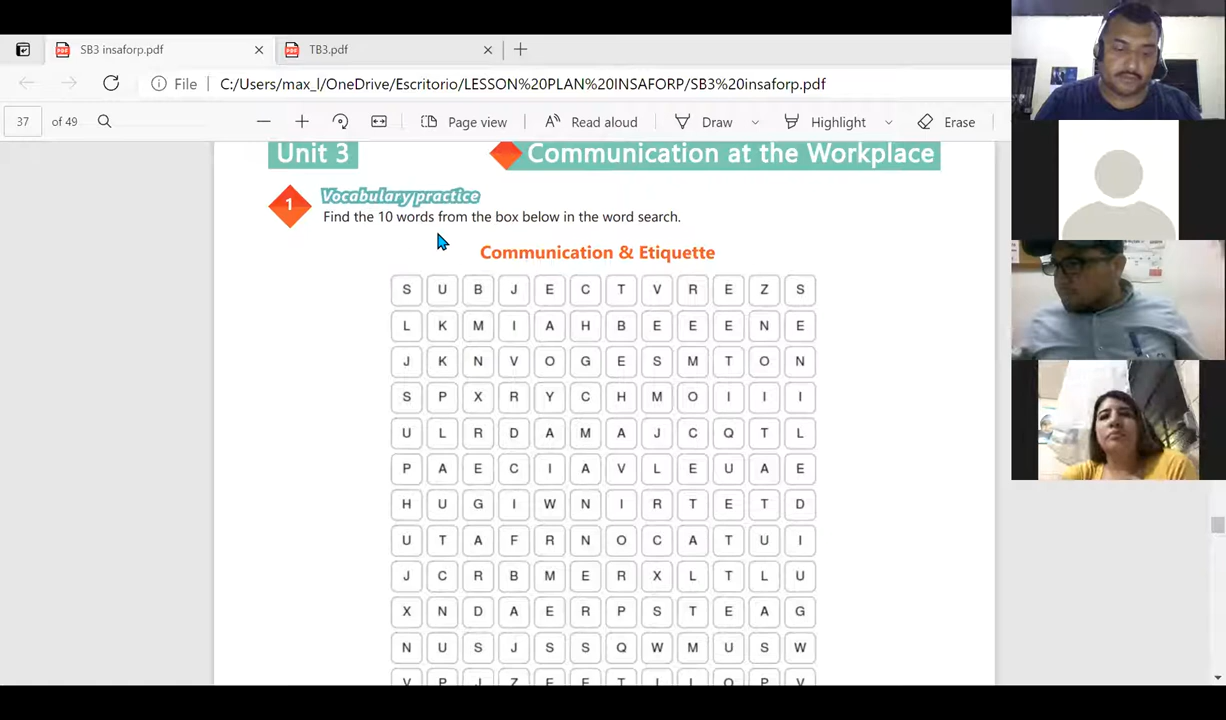 SB3 insaforp.pdf
TB3.pdf
File
C:/Users/max_l/OneDrive/Escritorio/LESSON%20PLAN%20INSAFORP/SB3%20insaforp.pdf
37 of 49
Page view
Read aloud
Draw
Highlight
Erase
Unit 3
Communication at the Workplace
1
Vocabulary practice
Find the 10 words from the box below in the word search.
Communication & Etiquette
S U B J E C T V R E Z S
L K M I A H B E E E N E
J K N V O G E S M T O N
S P X R Y C H M O I I I
U L R D A M A J C Q T L
P A E C I A V L E U A E
H U G I W N I R T E T D
U T A F R N O C A T U I
J C R B M E R X L T L U
X N D A E R P S T E A G
N U S J S S Q W M U S W
V P J Z E E T I L O P V